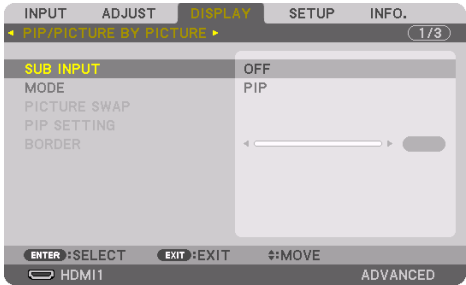 INPUT ADJUST DISPLAY SETUP INFO.
PIP/PICTURE BY PICTURE 1/3
SUB INPUT OFF
MODE PIP
PICTURE SWAP
PIP SETTING
BORDER
ENTER:SELECT EXIT:EXIT :MOVE
HDMI1 ADVANCED